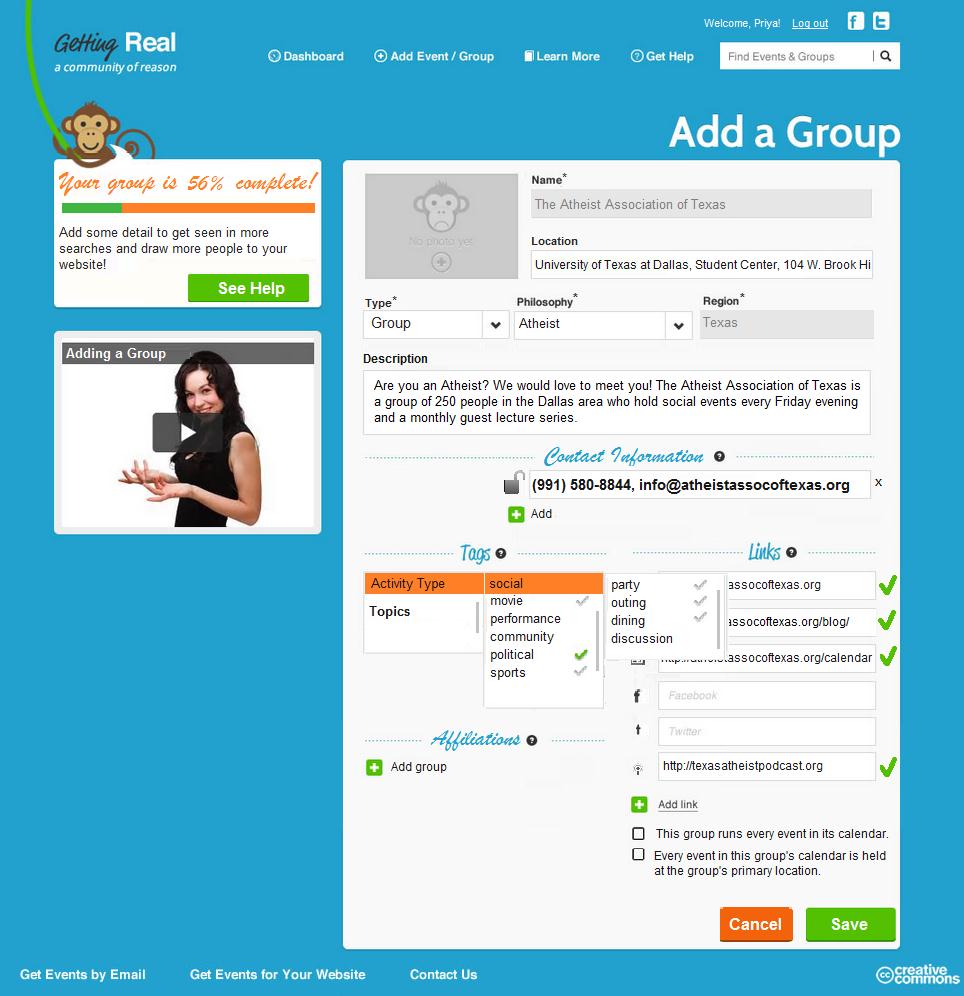 Welcome, Priya! Log out
f t
Getting Real
a community of reason
Dashboard
Add Event / Group
Learn More
Get Help
Find Events & Groups
Add a Group
Your group is 56% complete!
Add some detail to get seen in more
searches and draw more people to your
website!
See Help
Adding a Group
No photo yet
Name*
The Atheist Association of Texas
Location
University of Texas at Dallas, Student Center, 104 W. Brook Hi
Type* Philosophy* Region*
Group Atheist Texas
Description
Are you an Atheist? We would love to meet you! The Atheist Association of Texas is
a group of 250 people in the Dallas area who hold social events every Friday evening
and a monthly guest lecture series.
Contact Information ?
(991) 580-8844, info@atheistassocoftexas.org x
Add
Tags ?
Activity Type
Topics
social
movie
performance
community
political
sports
party
outing
dining
discussion
Affiliations ?
Add group
Links ?
assocoftexas.org
assocoftexas.org/blog/
http://atheistassocoftexas.org/calendar
f Facebook
t Twitter
http://texasatheistpodcast.org
Add link
This group runs every event in its calendar.
Every event in this group's calendar is held
at the group's primary location.
Cancel Save
Get Events by Email
Get Events for Your Website
Contact Us
cc creative
commons